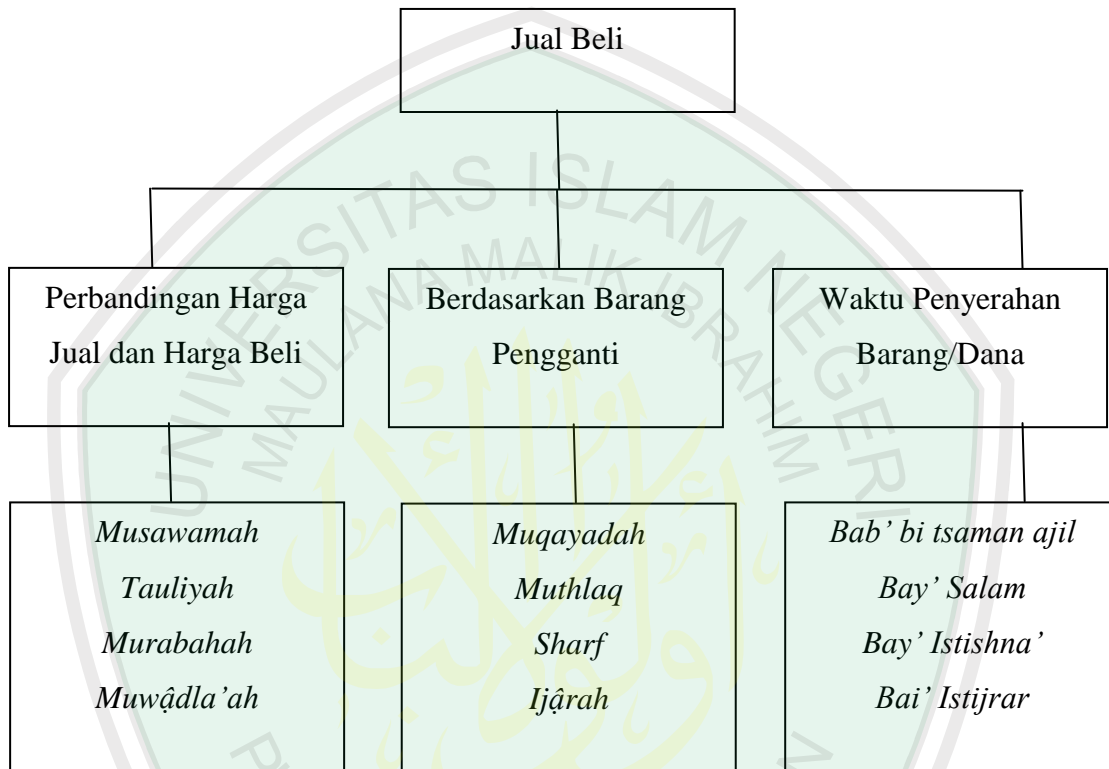 Jual Beli
Perbandingan Harga
Jual dan Harga Beli
Berdasarkan Barang
Pengganti
Waktu Penyerahan
Barang/Dana
Musawamah
Tauliyah
Murabahah
Muwậdla’ah
Muqayadah
Muthlaq
Sharf
Ijậrah
Bab’ bi tsaman ajil
Bay’ Salam
Bay’ Istishna’
Bai’ Istijrar
UNIVERSITAS ISLAM NEGERI
MAULANA MALIK IBRAHIM